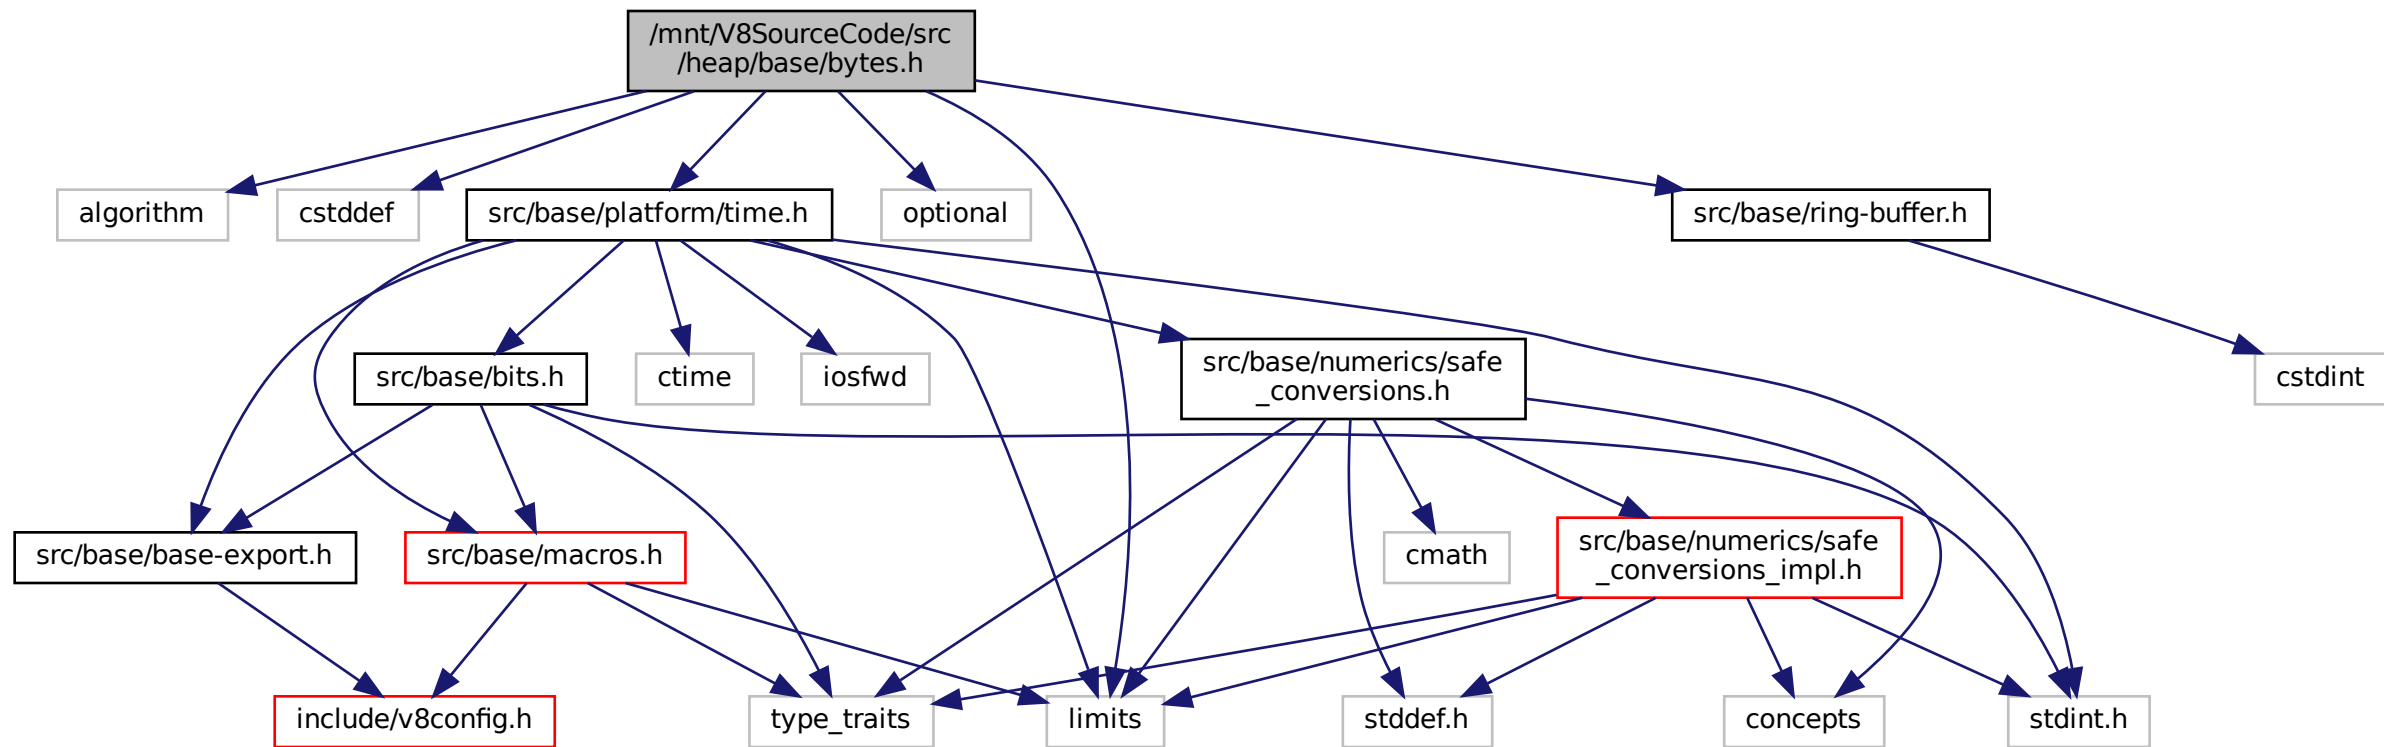 /mnt/V8SourceCode/src
/heap/base/bytes.h
algorithm
cstddef
src/base/platform/time.h
optional
src/base/ring-buffer.h
src/base/bits.h
ctime
iosfwd
src/base/numerics/safe
_conversions.h
cstdint
src/base/base-export.h
src/base/macros.h
cmath
src/base/numerics/safe
_conversions_impl.h
include/v8config.h
type_traits
limits
stddef.h
concepts
stdint.h